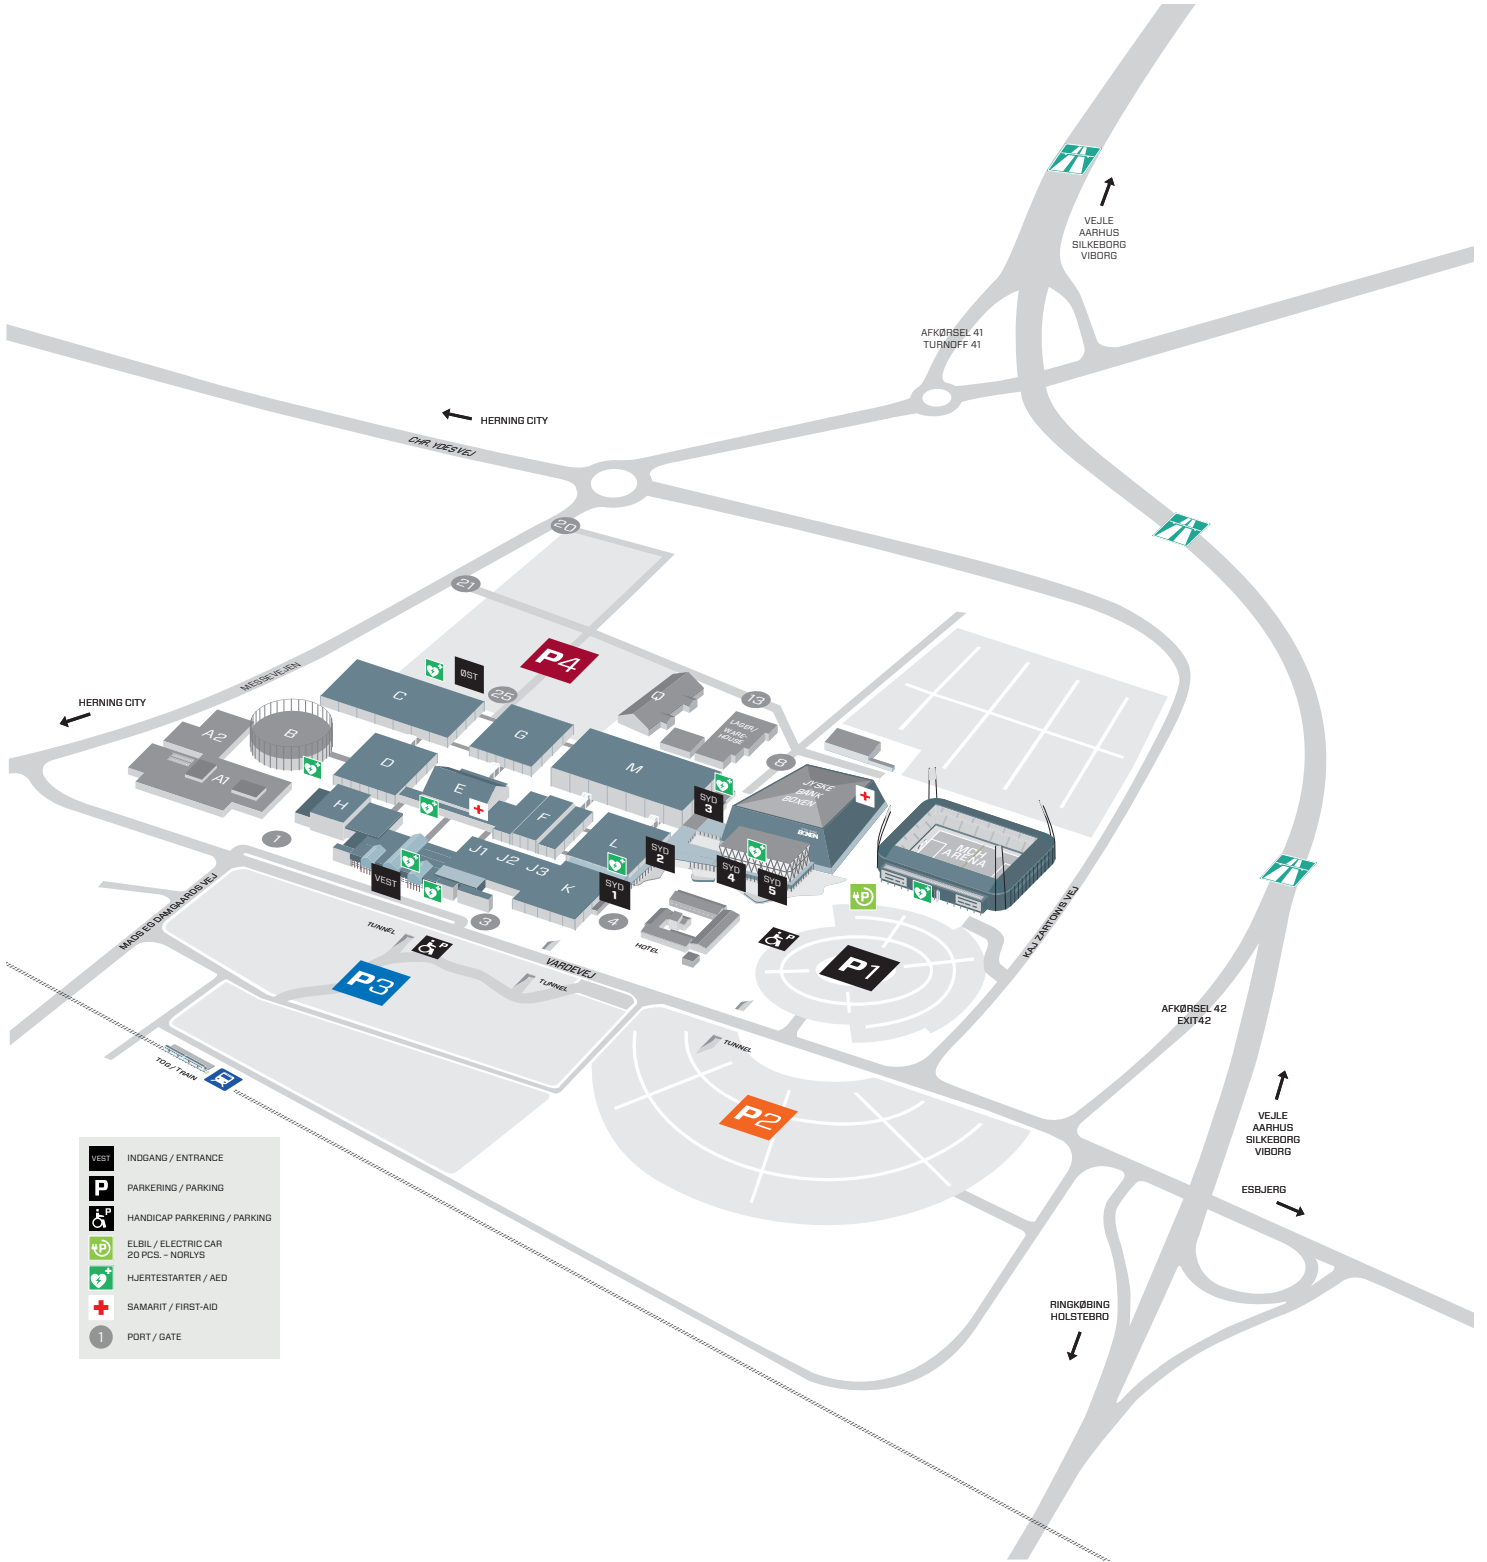 VEJLE
AARHUS
SILKEBORG
VIBORG
AFKØRSEL 41
TURNOFF 41
HERNING CITY
CHR. YDES VEJ
20
21
MESSEVEJEN
HERNING CITY
P4
ØST
25
C
Q
13
LAGER/
WARE-
HOUSE
A2
B
G
D
M
8
A1
E
JYSKE
BANK
BOXEN
H
SYD
3
F
BOXEN
1
J1
J2
J3
L
SYD
2
MCH
ARENA
VEST
K
SYD
1
SYD
4
SYD
5
MADS EG DAMGAARDS VEJ
3
4
KAJ ZARTOWS VEJ
TUNNEL
HOTEL
P
VARDEVEJ
P
P1
P3
TUNNEL
P
AFKØRSEL 42
EXIT42
TUNNEL
TOG / TRAIN
P2
VEJLE
AARHUS
SILKEBORG
VIBORG
ESBJERG
RINGKØBING
HOLSTEBRO
VEST
INDGANG / ENTRANCE
P
PARKERING / PARKING
P
HANDICAP PARKERING / PARKING
P
ELBIL / ELECTRIC CAR
20 PCS. – NORLYS
HJERTESTARTER / AED
SAMARIT / FIRST-AID
1
PORT / GATE